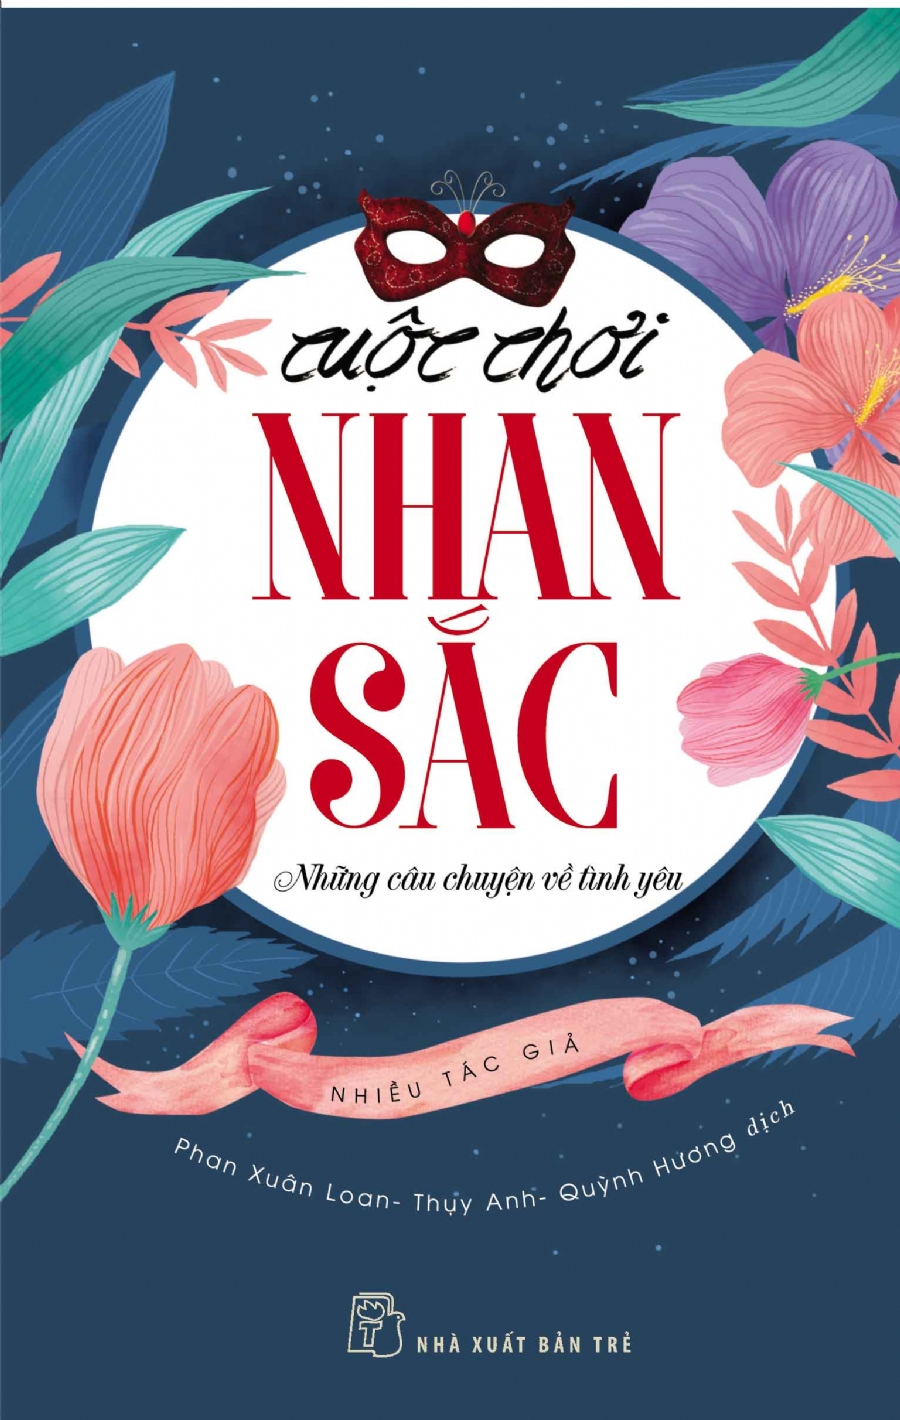 cuộc chơi
NHAN
SẮC
Những câu chuyện về tình yêu
NHIỀU TÁC GIẢ
Phan Xuân Loan- Thụy Anh- Quỳnh Hương dịch
T
NHÀ XUẤT BẢN TRẺ